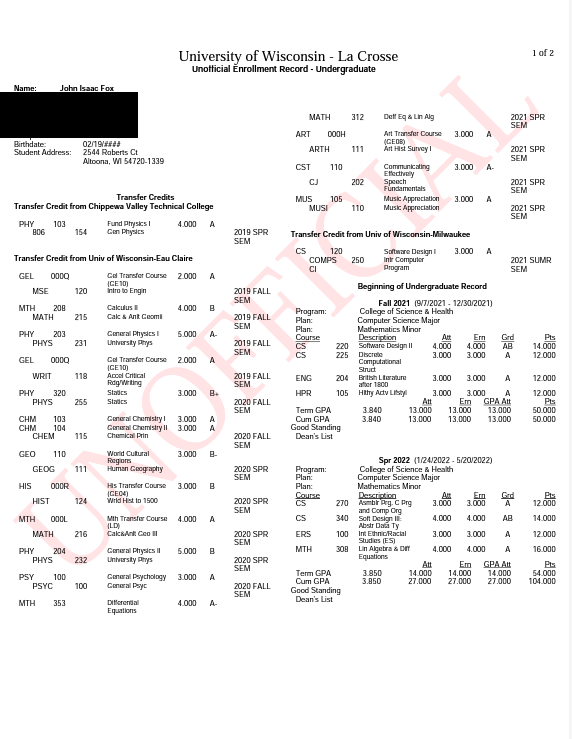 1 of 2
University of Wisconsin - La Crosse
Unofficial Enrollment Record - Undergraduate
Name: John Isaac Fox
Birthdate: 02/19/####
Student Address: 2544 Roberts Ct
Altoona, WI 54720-1339
Transfer Credits
Transfer Credit from Chippewa Valley Technical College
PHY 103 Fund Physics I 4.000 A
806 154 Gen Physics 2019 SPR
SEM
Transfer Credit from Univ of Wisconsin-Eau Claire
GEL 000Q Gel Transfer Course 2.000 A
(GE10)
MSE 120 Intro to Engin 2019 FALL
SEM
MTH 208 Calculus II 4.000 B
MATH 215 Calc & Anlt GeomII 2019 FALL
SEM
PHY 203 General Physics I 5.000 A-
PHYS 231 University Phys 2019 FALL
SEM
GEL 000Q Gel Transfer Course 2.000 A
(GE10)
WRIT 118 Accel Critical 2019 FALL
Rdg/Writing SEM
PHY 320 Statics 3.000 B+
PHYS 255 Statics 2020 FALL
SEM
CHM 103 General Chemistry I 3.000 A
CHM 104 General Chemistry II 3.000 A
CHEM 115 Chemical Prin 2020 FALL
SEM
GEO 110 World Cultural 3.000 B-
Regions
GEOG 111 Human Geography 2020 SPR
SEM
HIS 000R His Transfer Course 3.000 B
(CE04)
HIST 124 Wrld Hist to 1500 2020 SPR
SEM
MTH 000L Mth Transfer Course 4.000 A
(LD)
MATH 216 Calc&Anlt Geo III 2020 SPR
SEM
PHY 204 General Physics II 5.000 B
PHYS 232 University Phys 2020 SPR
SEM
PSY 100 General Psychology 3.000 A
PSYC 100 General Psyc 2020 FALL
SEM
MTH 353 Differential 4.000 A-
Equations
MATH 312 Deff Eq & Lin Alg 2021 SPR
SEM
ART 000H Art Transfer Course 3.000 A
(GE08)
ARTH 111 Art Hist Survey I 2021 SPR
SEM
CST 110 Communicating 3.000 A-
Effectively
CJ 202 Speech 2021 SPR
Fundamentals SEM
MUS 105 Music Appreciation 3.000 A
MUSI 110 Music Appreciation 2021 SPR
SEM
Transfer Credit from Univ of Wisconsin-Milwaukee
CS 120 Software Design I 3.000 A
COMPS 250 Intr Computer 2021 SUMR
CI Program SEM
Beginning of Undergraduate Record
Fall 2021 (9/7/2021 - 12/30/2021)
Program: College of Science & Health
Plan: Computer Science Major
Plan: Mathematics Minor
Course Description Att Ern Grd Pts
CS 220 Software Design II 4.000 4.000 AB 14.000
CS 225 Discrete 3.000 3.000 A 12.000
Computational
Struct
ENG 204 British Literature 3.000 3.000 A 12.000
after 1800
HPR 105 Hlthy Actv Lifstyl 3.000 3.000 A 12.000
Att Ern GPA Att Pts
Term GPA 3.840 13.000 13.000 13.000 50.000
Cum GPA 3.840 13.000 13.000 13.000 50.000
Good Standing
Dean's List
Spr 2022 (1/24/2022 - 5/20/2022)
Program: College of Science & Health
Plan: Computer Science Major
Plan: Mathematics Minor
Course Description Att Ern Grd Pts
CS 270 Asmblr Prg, C Prg 3.000 3.000 A 12.000
and Comp Org
CS 340 Soft Design III: 4.000 4.000 AB 14.000
Abstr Data Ty
ERS 100 Int Ethnic/Racial 3.000 3.000 A 12.000
Studies (ES)
MTH 308 Lin Algebra & Diff 4.000 4.000 A 16.000
Equations
Att Ern GPA Att Pts
Term GPA 3.850 14.000 14.000 14.000 54.000
Cum GPA 3.850 27.000 27.000 27.000 104.000
Good Standing
Dean's List
UNOFFICIAL